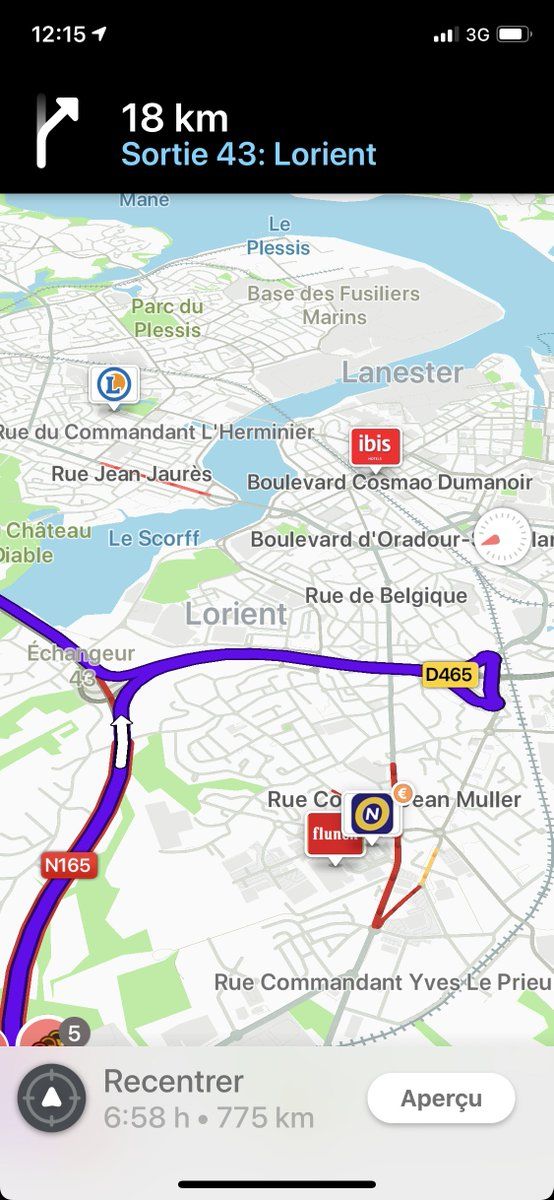 12:15
3G
18 km
Sortie 43: Lorient
Mane
Le
Plessis
Parc du
Plessis
Base des Fusiliers
Marins
Lanester
L
Rue du Commandant L'Herminier
ibis
HOTELS
Rue Jean Jaurès
Boulevard Cosmao Dumanoir
Château
Diable
Le Scorff
Boulevard d'Oradour-S
Rue de Belgique
Lorient
Échangeur
43
D465
Rue Co
ean Muller
€
N
flun
N165
Rue Commandant Yves Le Prieu
5
Recentrer
6:58 h • 775 km
Aperçu